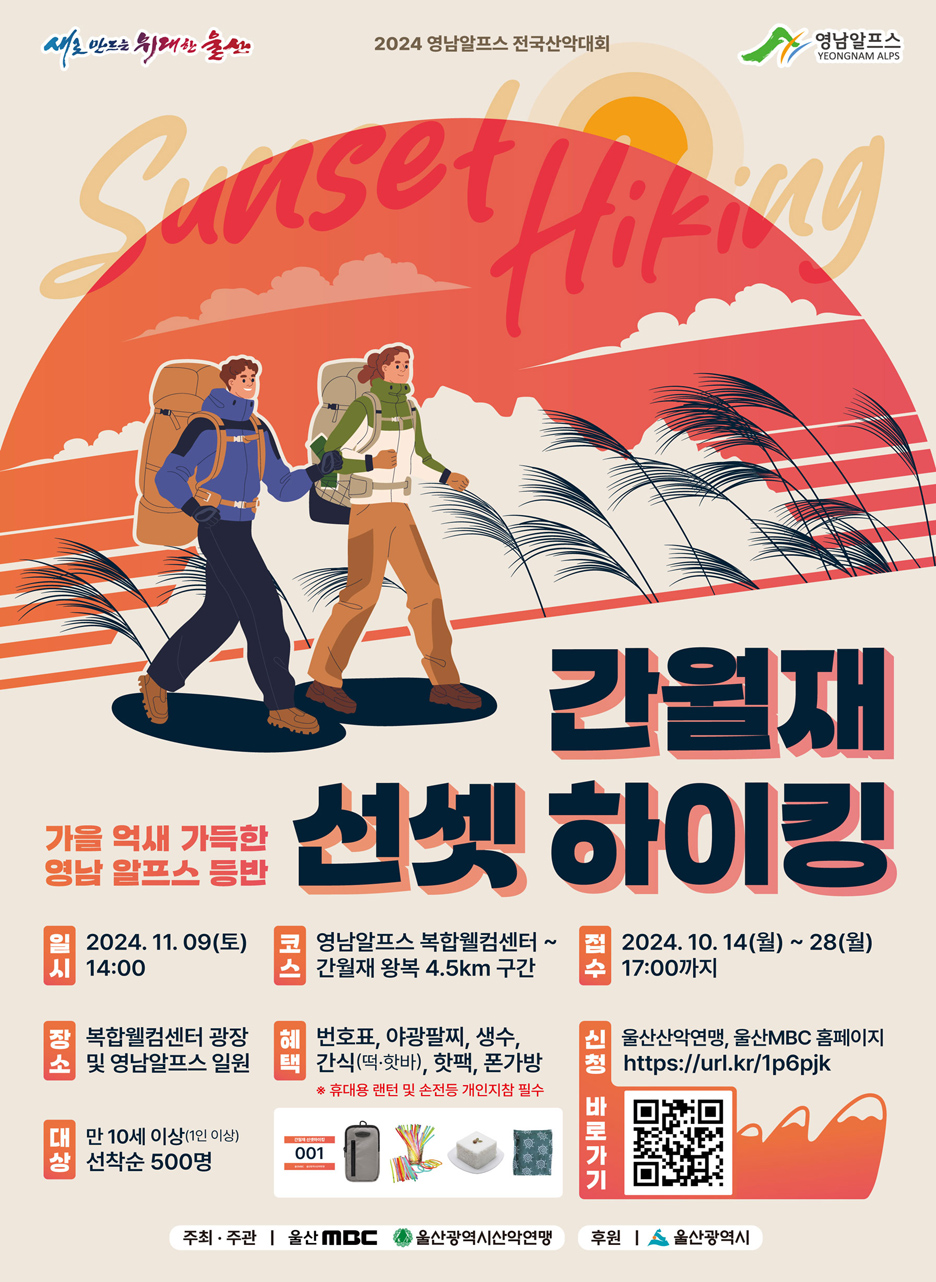 새로 만드는 위대한 울산
2024 영남알프스 전국산악대회
영남알프스
YEONGNAM ALPS
Sunset
Hiking
간월재
선셋 하이킹
가을 억새 가득한
영남 알프스 등반
일시
2024. 11. 09(토)
14:00
코스
영남알프스 복합웰컴센터 ~
간월재 왕복 4.5km 구간
접수
2024. 10. 14(월) ~ 28(월)
17:00까지
장소
복합웰컴센터 광장
및 영남알프스 일원
혜택
번호표, 야광팔찌, 생수,
간식(떡·핫바), 핫팩, 폰가방
※ 휴대용 랜턴 및 손전등 개인지참 필수
신청
울산산악연맹, 울산MBC 홈페이지
https://url.kr/1p6pjk
바로가기
대상
만 10세 이상(1인 이상)
선착순 500명
간월재 선셋하이킹
001
주최·주관 | 울산MBC 울산광역시산악연맹
후원 | 울산광역시